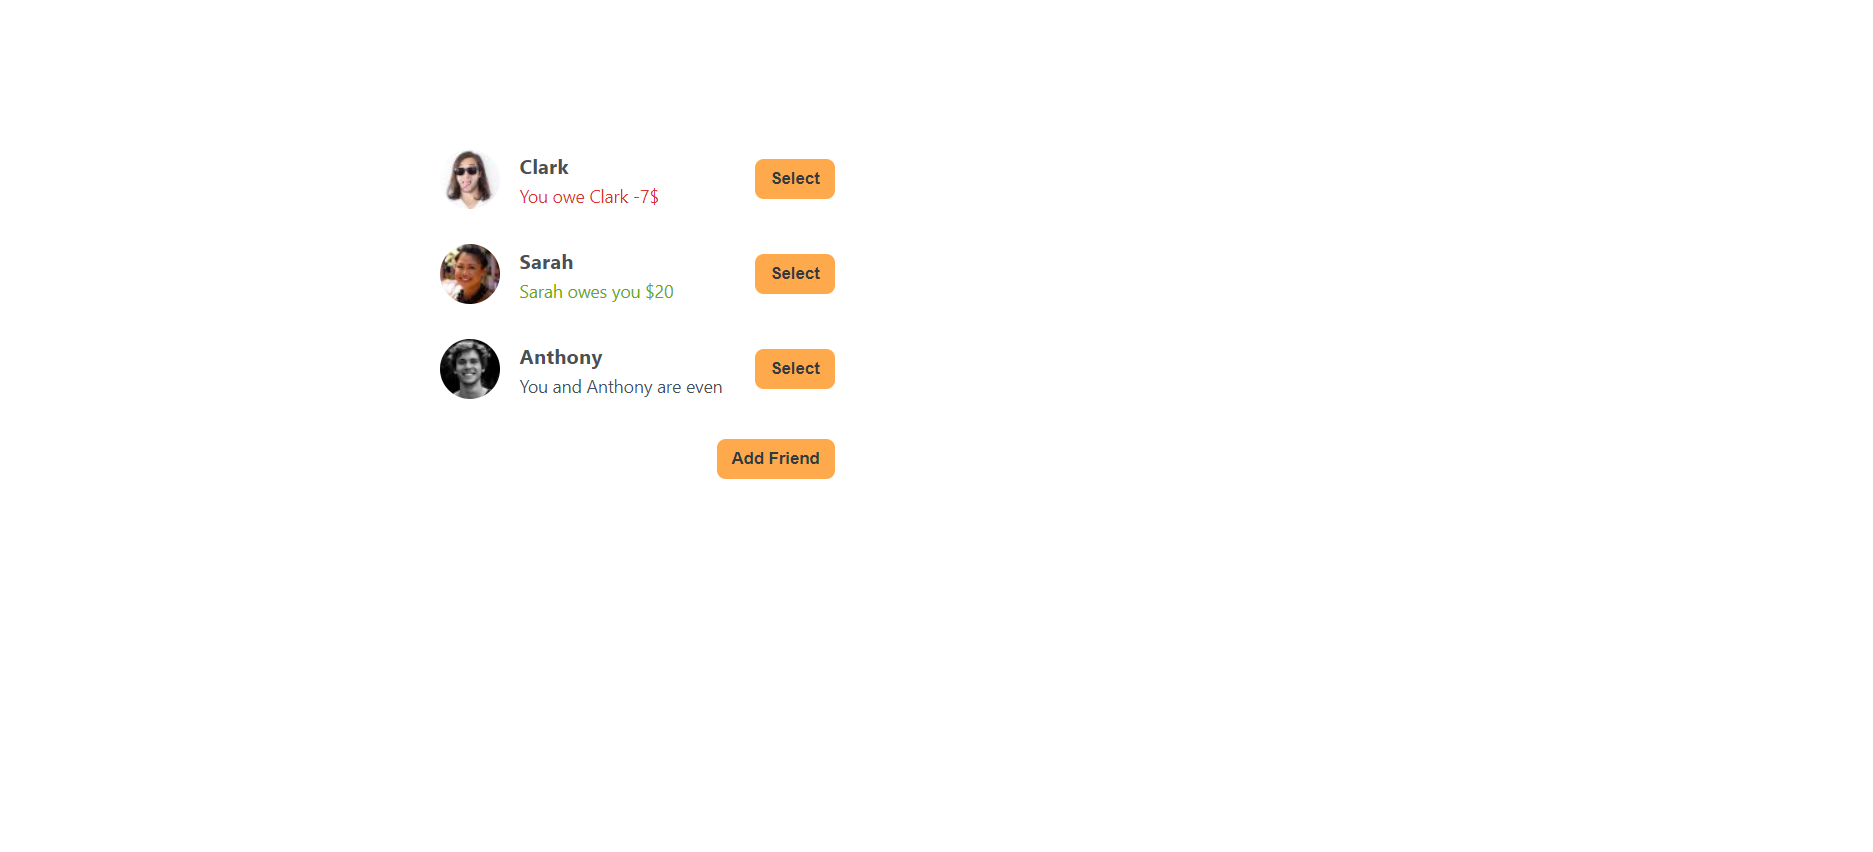 Clark
You owe Clark -7$
Select
Sarah
Sarah owes you $20
Select
Anthony
You and Anthony are even
Select
Add Friend